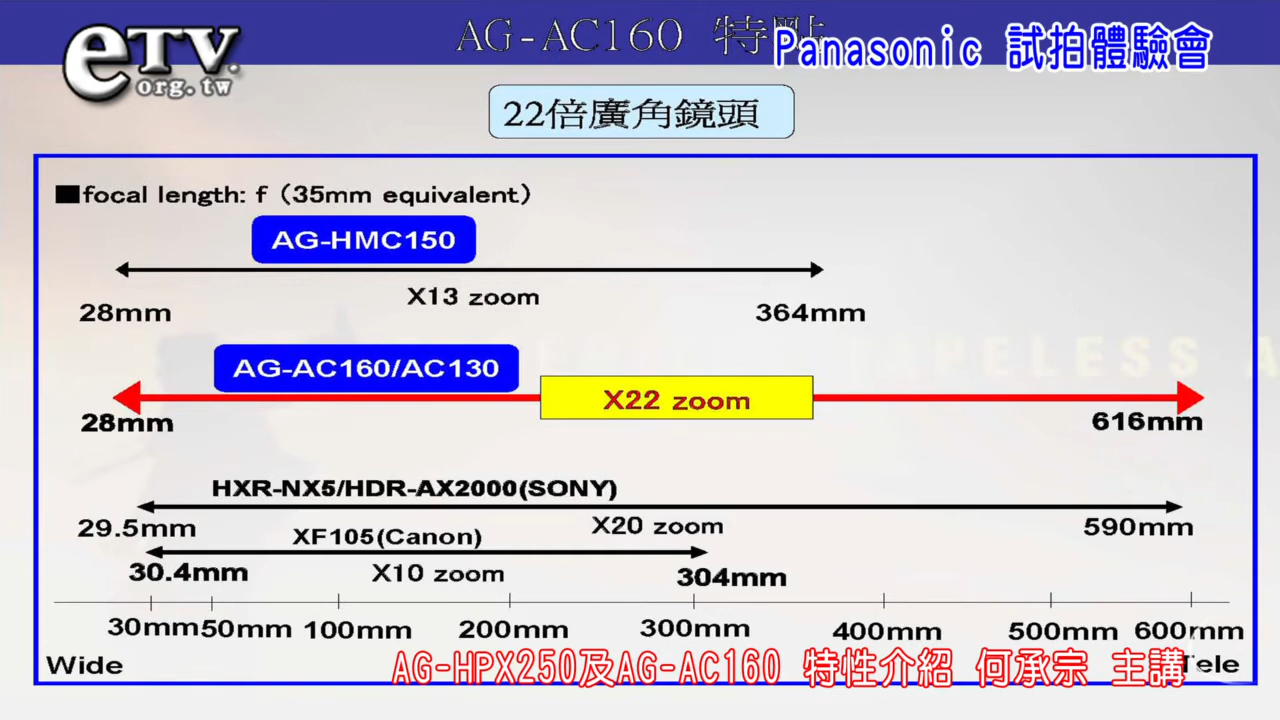 AG-AC160 特點
eTV.
org.tw
Panasonic 試拍體驗會
22倍廣角鏡頭
■focal length: f (35mm equivalent)
AG-HMC150
X13 zoom
28mm
364mm
AG-AC160/AC130
X22 zoom
28mm
616mm
HXR-NX5/HDR-AX2000(SONY)
X20 zoom
29.5mm
590mm
XF105(Canon)
X10 zoom
30.4mm
304mm
30mm 50mm 100mm 200mm 300mm 400mm 500mm 600mm
Wide
Tele
AG-HPX250及AG-AC160 特性介紹 何承宗 主講